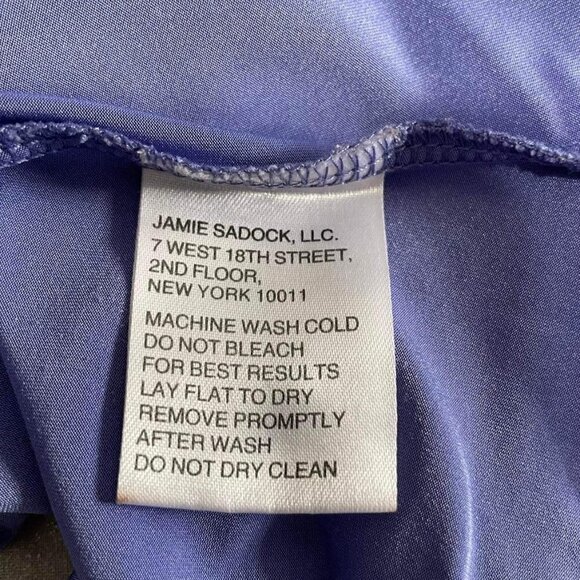 JAMIE SADOCK, LLC.
7 WEST 18TH STREET,
2ND FLOOR,
NEW YORK 10011
MACHINE WASH COLD
DO NOT BLEACH
FOR BEST RESULTS
LAY FLAT TO DRY
REMOVE PROMPTLY
AFTER WASH
DO NOT DRY CLEAN